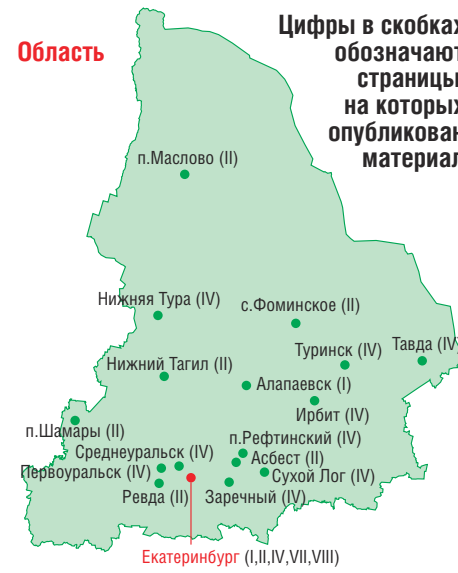 Область
Цифры в скобках
обозначают
страницы,
на которых
опубликован
материал
п.Маслово (II)
Нижняя Тура (IV)
с.Фоминское (II)
Туринск (IV)
Тавда (IV)
Нижний Тагил (II)
Алапаевск (I)
Ирбит (IV)
п.Шамары (II)
п.Рефтинский (IV)
Среднеуральск (IV)
Асбест (II)
Первоуральск (IV)
Сухой Лог (IV)
Ревда (II)
Заречный (IV)
Екатеринбург (I,II,IV,VII,VIII)